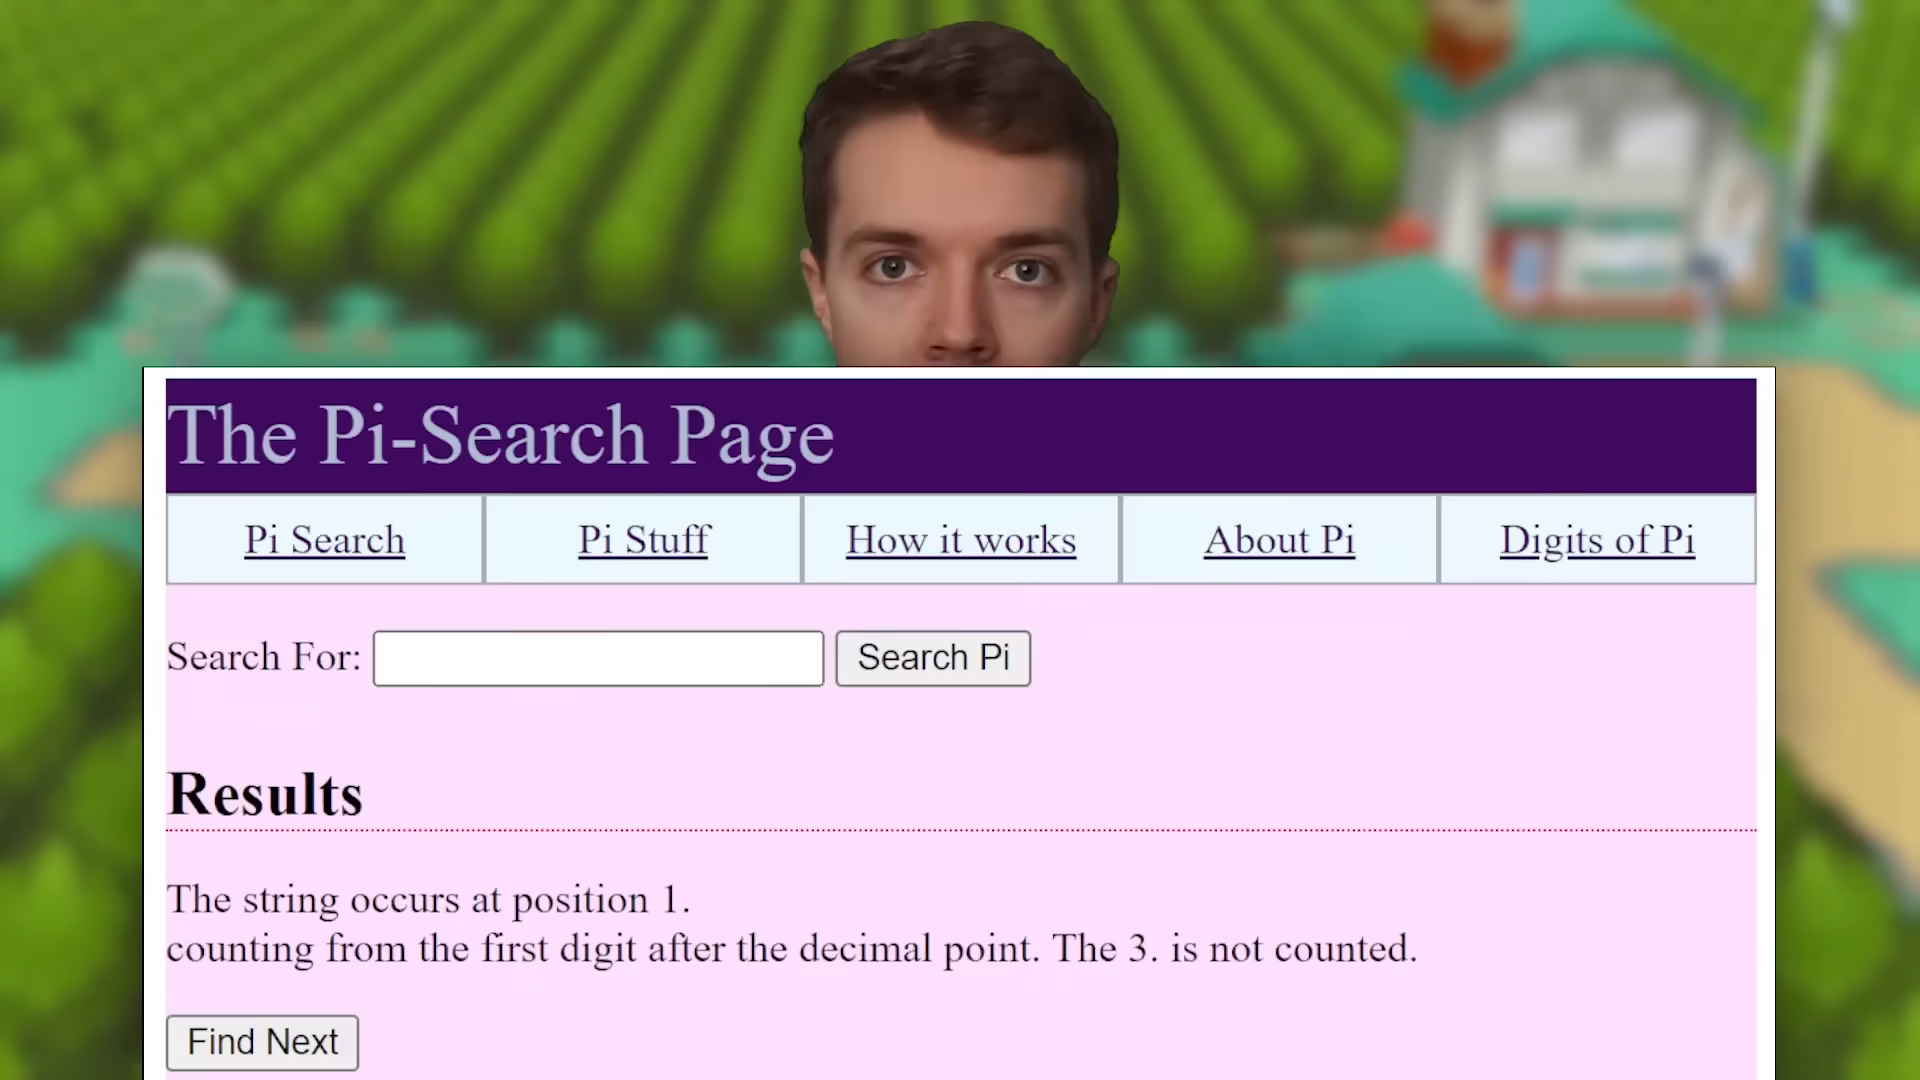 The Pi-Search Page
Pi Search
Pi Stuff
How it works
About Pi
Digits of Pi
Search For:
Search Pi
Results
The string occurs at position 1.
counting from the first digit after the decimal point. The 3. is not counted.
Find Next